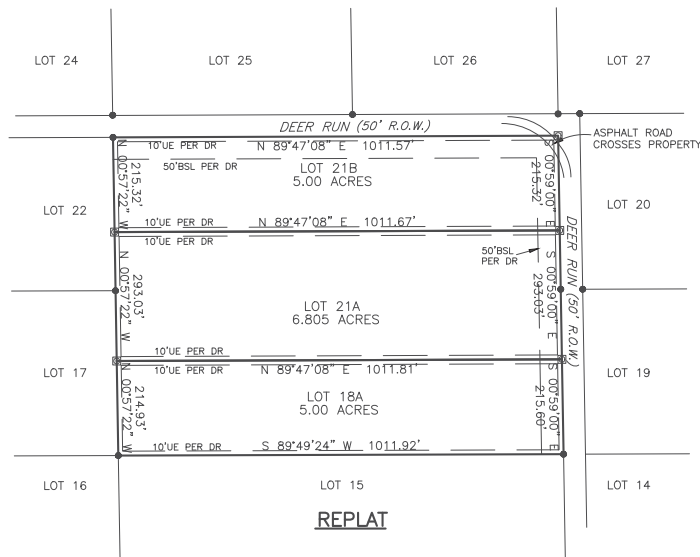 LOT 24
LOT 25
LOT 26
LOT 27
DEER RUN (50' R.O.W.)
ASPHALT ROAD
CROSSES PROPERTY
10'UE PER DR
N 89°47'08" E 1011.57'
50'BSL PER DR
LOT 21B
5.00 ACRES
N 00°57'22" W
215.32'
S 00°59'00" E
215.32'
LOT 22
LOT 20
10'UE PER DR
N 89°47'08" E 1011.67'
10'UE PER DR
50'BSL
PER DR
DEER RUN (50' R.O.W.)
N 00°57'22" W
293.03'
S 00°59'00" E
293.03'
LOT 21A
6.805 ACRES
10'UE PER DR
10'UE PER DR
N 89°47'08" E 1011.81'
LOT 17
LOT 19
N 00°57'22" W
214.93'
LOT 18A
5.00 ACRES
S 00°59'00" E
215.60'
10'UE PER DR
S 89°49'24" W 1011.92'
LOT 16
LOT 15
LOT 14
REPLAT